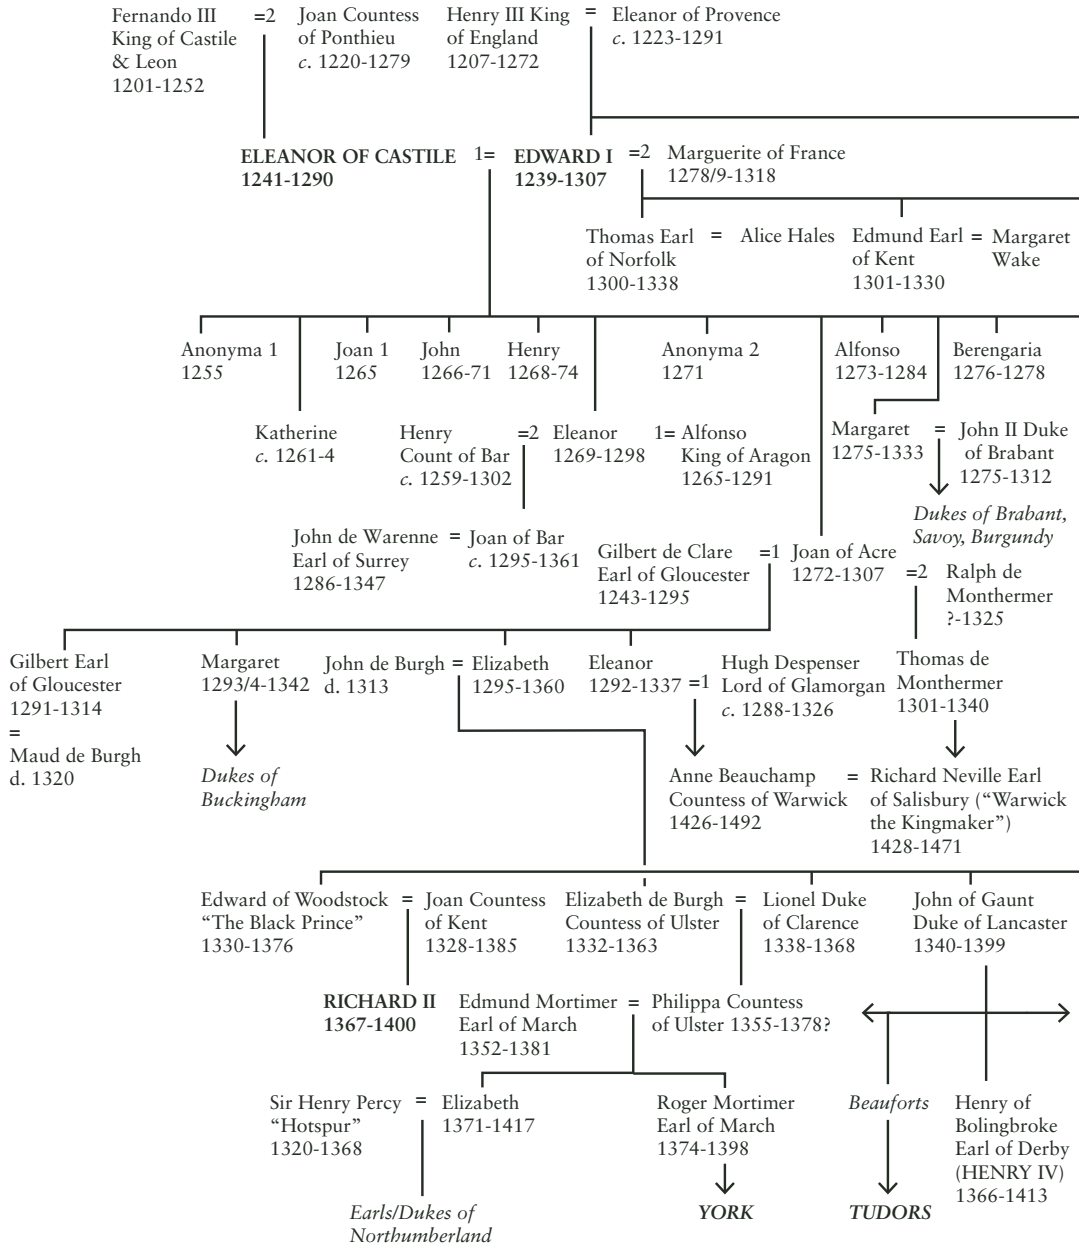 Fernando III
King of Castile
& Leon
1201-1252
=2
Joan Countess
of Ponthieu
c. 1220-1279
Henry III King
of England
1207-1272
=
Eleanor of Provence
c. 1223-1291
ELEANOR OF CASTILE
1241-1290
1=
EDWARD I
1239-1307
=2
Marguerite of France
1278/9-1318
Thomas Earl
of Norfolk
1300-1338
=
Alice Hales
Edmund Earl
of Kent
1301-1330
=
Margaret
Wake
Anonyma 1
1255
Joan 1
1265
John
1266-71
Henry
1268-74
Anonyma 2
1271
Alfonso
1273-1284
Berengaria
1276-1278
Katherine
c. 1261-4
Henry
Count of Bar
c. 1259-1302
=2
Eleanor
1269-1298
1=
Alfonso
King of Aragon
1265-1291
Margaret
1275-1333
=
John II Duke
of Brabant
1275-1312
Dukes of Brabant,
Savoy, Burgundy
John de Warenne
Earl of Surrey
1286-1347
=
Joan of Bar
c. 1295-1361
Gilbert de Clare
Earl of Gloucester
1243-1295
=1
Joan of Acre
1272-1307
=2
Ralph de
Monthermer
?-1325
Gilbert Earl
of Gloucester
1291-1314
=
Maud de Burgh
d. 1320
Margaret
1293/4-1342
Dukes of
Buckingham
John de Burgh
d. 1313
=
Elizabeth
1295-1360
Eleanor
1292-1337
=1
Hugh Despenser
Lord of Glamorgan
c. 1288-1326
Thomas de
Monthermer
1301-1340
Anne Beauchamp
Countess of Warwick
1426-1492
=
Richard Neville Earl
of Salisbury (“Warwick
the Kingmaker”)
1428-1471
Edward of Woodstock
“The Black Prince”
1330-1376
=
Joan Countess
of Kent
1328-1385
Elizabeth de Burgh
Countess of Ulster
1332-1363
=
Lionel Duke
of Clarence
1338-1368
John of Gaunt
Duke of Lancaster
1340-1399
RICHARD II
1367-1400
Edmund Mortimer
Earl of March
1352-1381
=
Philippa Countess
of Ulster 1355-1378?
Sir Henry Percy
“Hotspur”
1320-1368
=
Elizabeth
1371-1417
Roger Mortimer
Earl of March
1374-1398
Beauforts
Henry of
Bolingbroke
Earl of Derby
(HENRY IV)
1366-1413
Earls/Dukes of
Northumberland
YORK
TUDORS